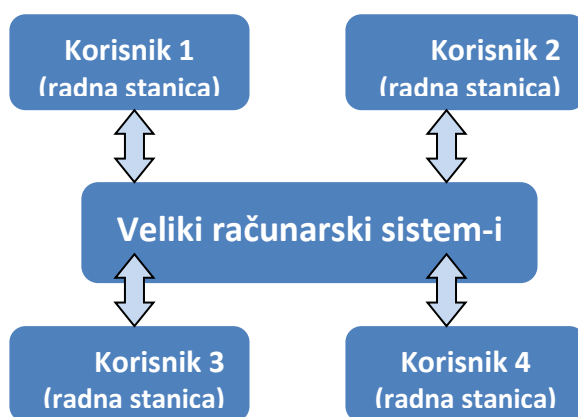 Korisnik 1
(radna stanica)
Korisnik 2
(radna stanica)
Veliki računarski sistem-i
Korisnik 3
(radna stanica)
Korisnik 4
(radna stanica)